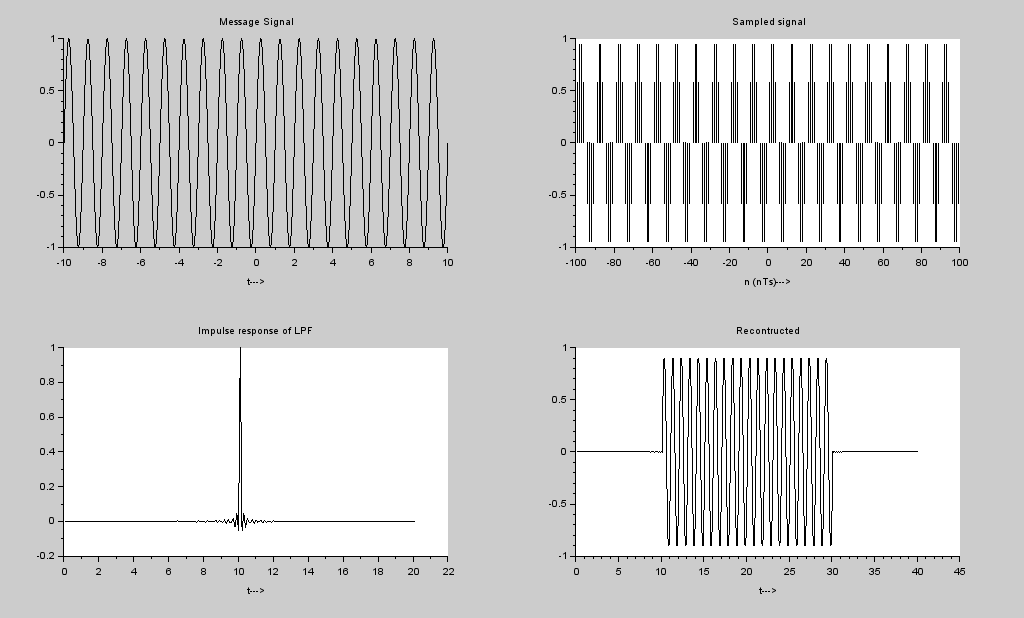 Message Signal
1
0.5
0
-0.5
-1
-10 -8 -6 -4 -2 0 2 4 6 8 10
t--->
Sampled signal
1
0.5
0
-0.5
-1
-100 -80 -60 -40 -20 0 20 40 60 80 100
n (nTs)--->
Impulse response of LPF
1
0.8
0.6
0.4
0.2
0
-0.2
0 2 4 6 8 10 12 14 16 18 20 22
t--->
Recontructed
1
0.5
0
-0.5
-1
0 5 10 15 20 25 30 35 40 45
t--->